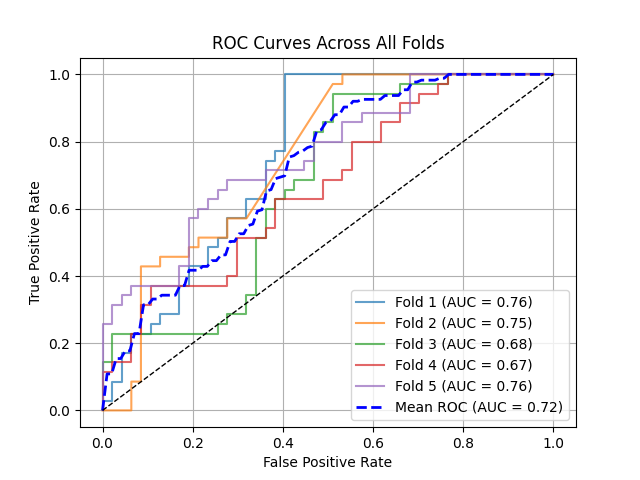 ROC Curves Across All Folds
True Positive Rate
1.0
0.8
0.6
0.4
0.2
0.0
0.0 0.2 0.4 0.6 0.8 1.0
False Positive Rate
Fold 1 (AUC = 0.76)
Fold 2 (AUC = 0.75)
Fold 3 (AUC = 0.68)
Fold 4 (AUC = 0.67)
Fold 5 (AUC = 0.76)
Mean ROC (AUC = 0.72)